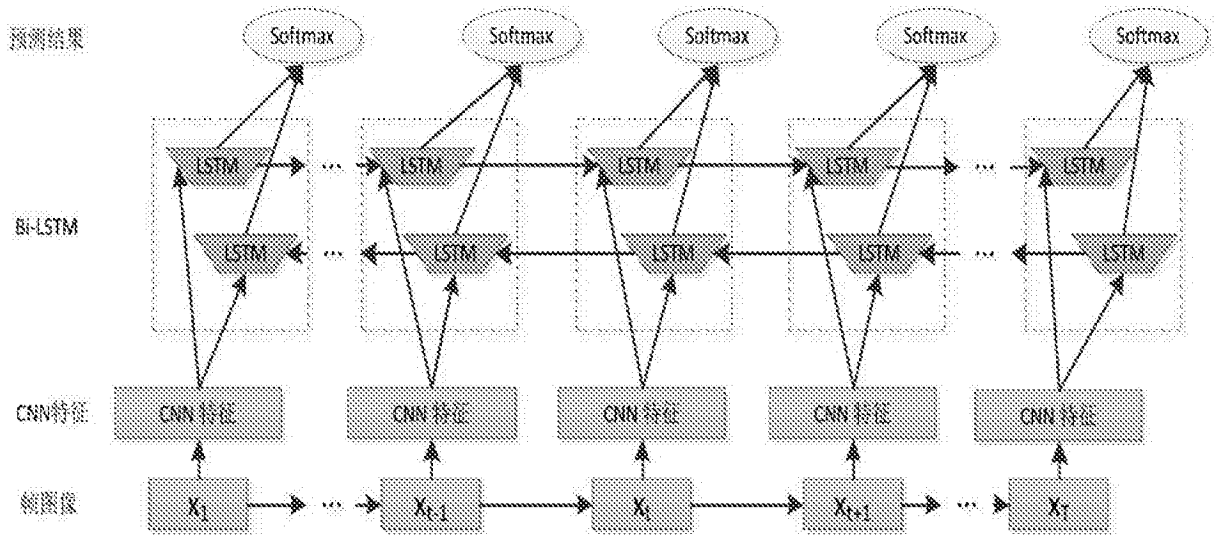 预测结果 Softmax Softmax Softmax Softmax Softmax
LSTM ... LSTM LSTM LSTM ... LSTM
Bi-LSTM
LSTM ... LSTM LSTM LSTM ... LSTM
CNN特征 CNN 特征 CNN 特征 CNN 特征 CNN 特征 CNN 特征
帧图像 X1 ... Xt-1 Xt Xt+1 ... XT